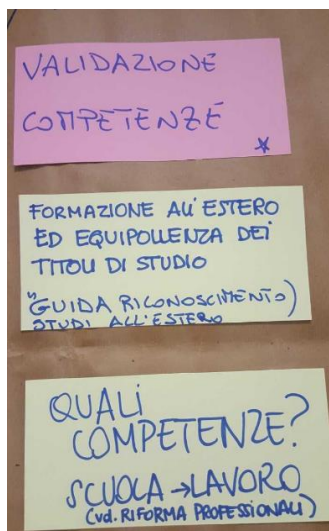 VALIDAZIONE
COMPETENZE
*
FORMAZIONE ALL'ESTERO
ED EQUIPOLLENZA DEI
TITOLI DI STUDIO
"GUIDA RICONOSCIMENTO)
STUDI ALL'ESTERO
QUALI
COMPETENZE?
SCUOLA → LAVORO
(vd. RIFORMA PROFESSIONALI)